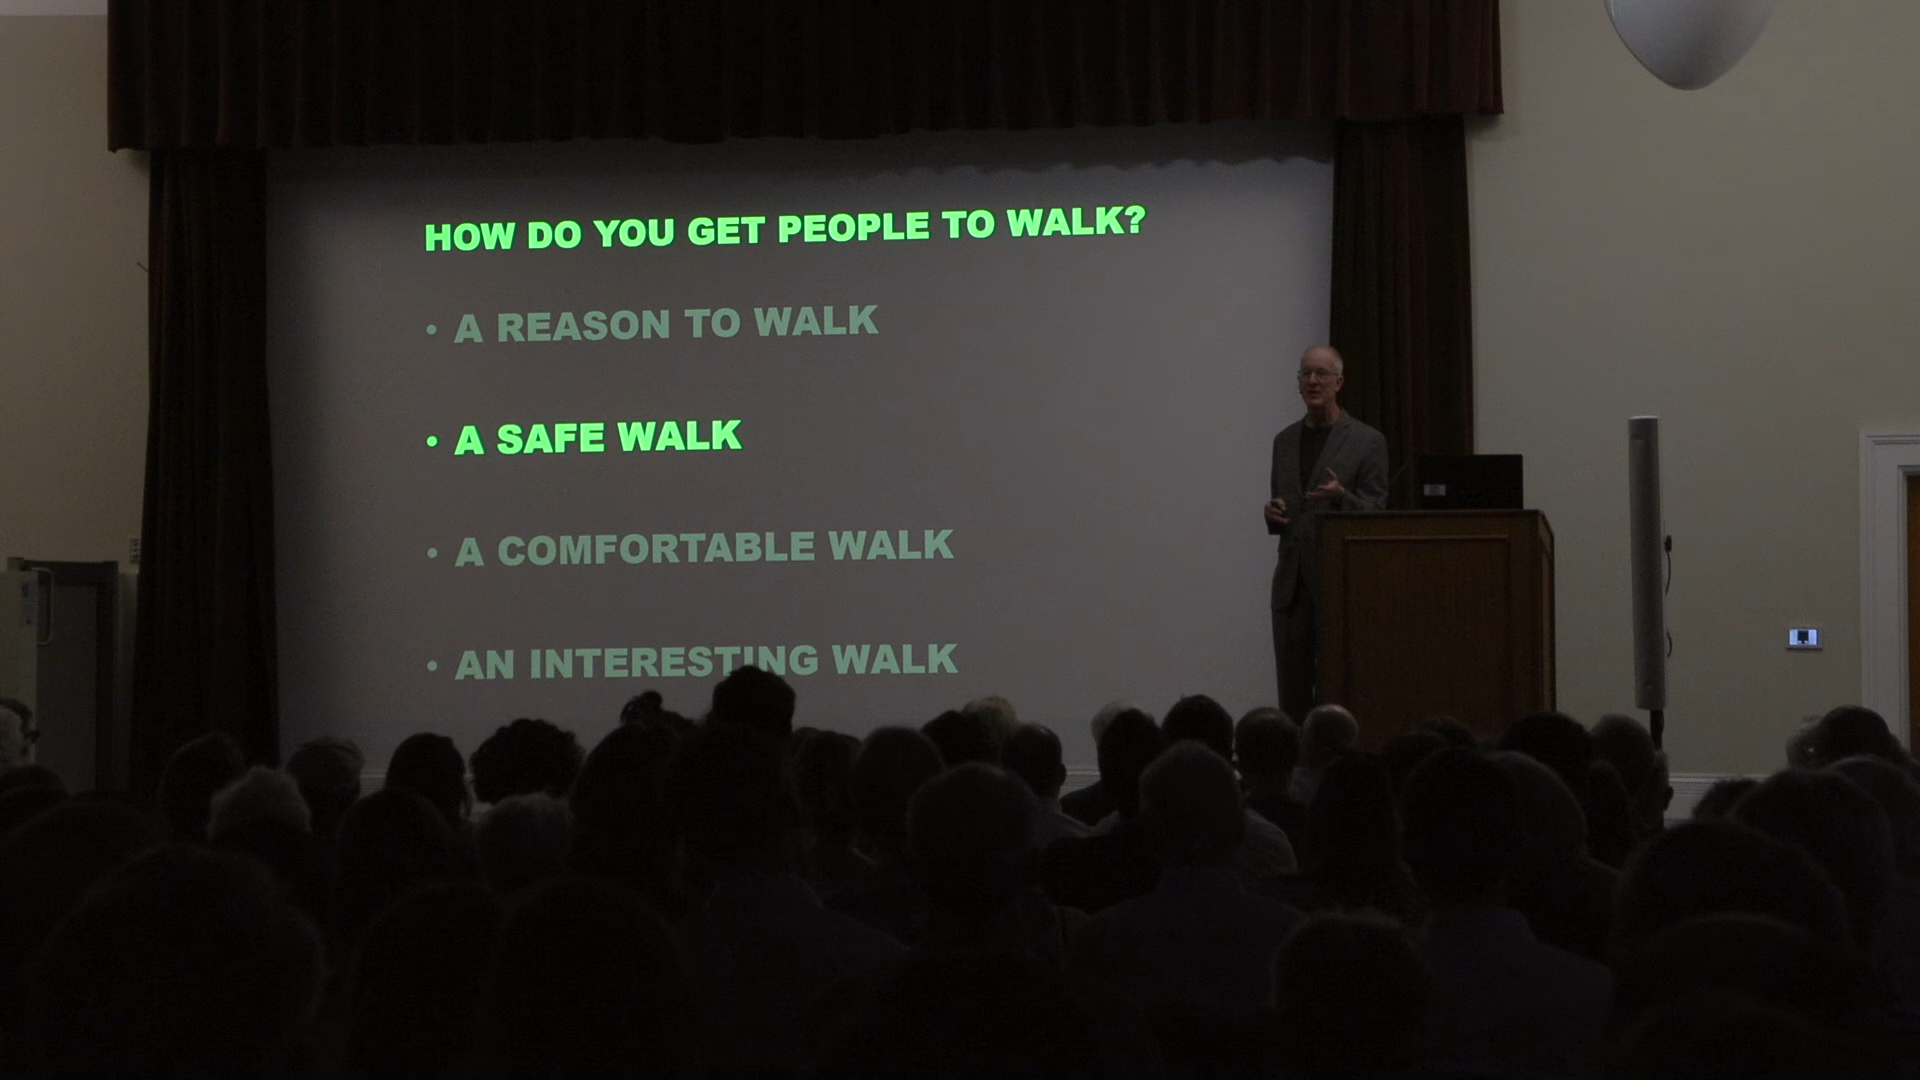 HOW DO YOU GET PEOPLE TO WALK?
• A REASON TO WALK
• A SAFE WALK
• A COMFORTABLE WALK
• AN INTERESTING WALK